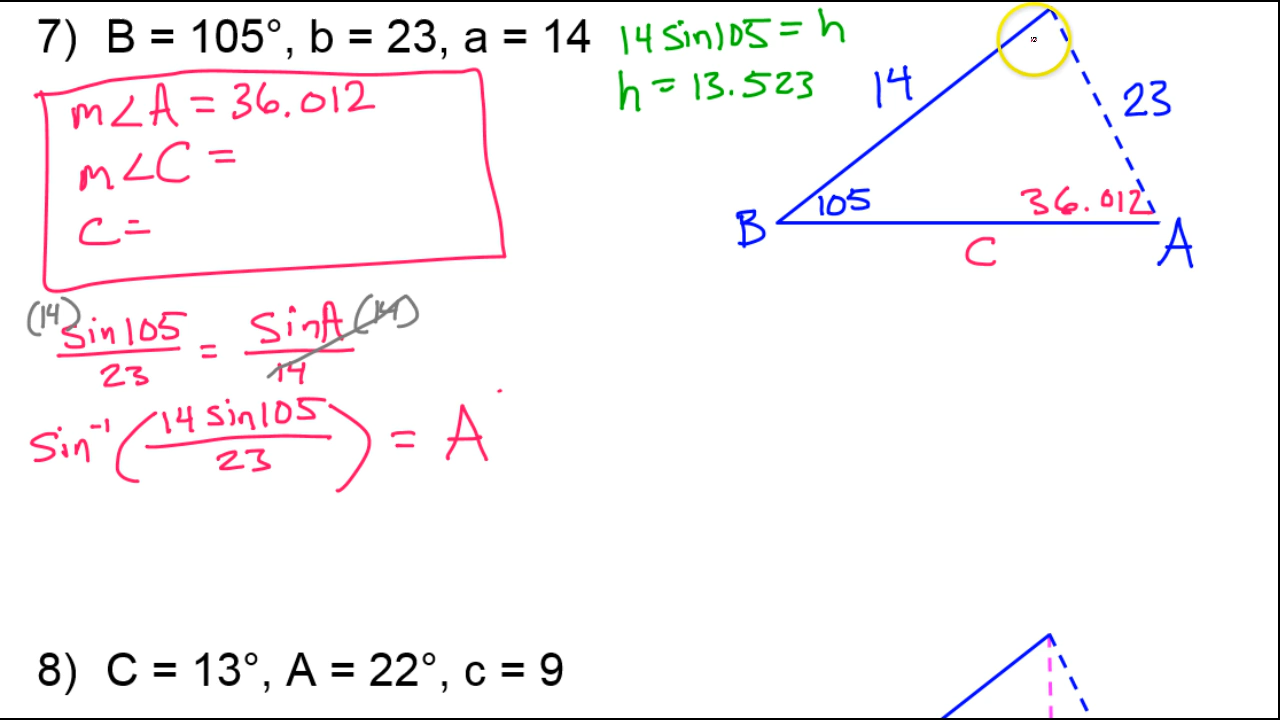 7) B = 105°, b = 23, a = 14
14 sin105 = h
h = 13.523
m∠A = 36.012
m∠C =
C =
14
23
105
36.012
B
C
A
(14) sin105 / 23 = sinA / 14 (14)
sin⁻¹ (14 sin105 / 23) = A
8) C = 13°, A = 22°, c = 9